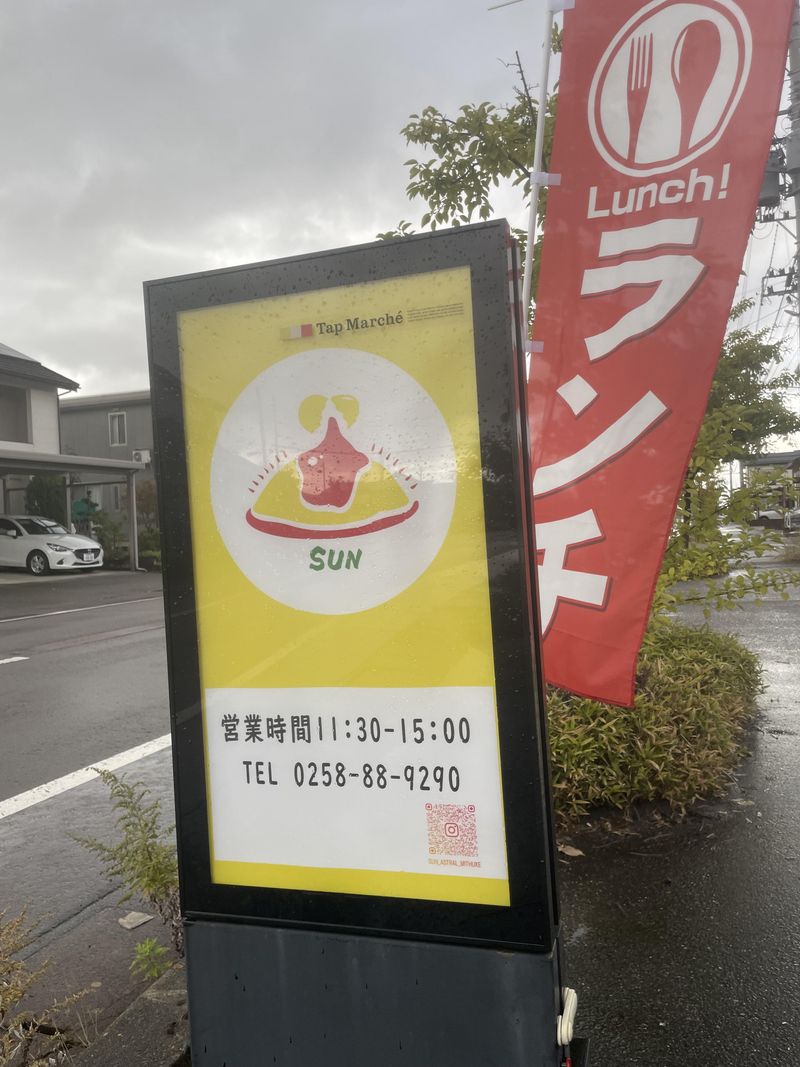 Lunch!
ランチ
Tap Marché
SUN
営業時間11:30-15:00
TEL 0258-88-9290
SUN_ASTRAL_MITHUKE